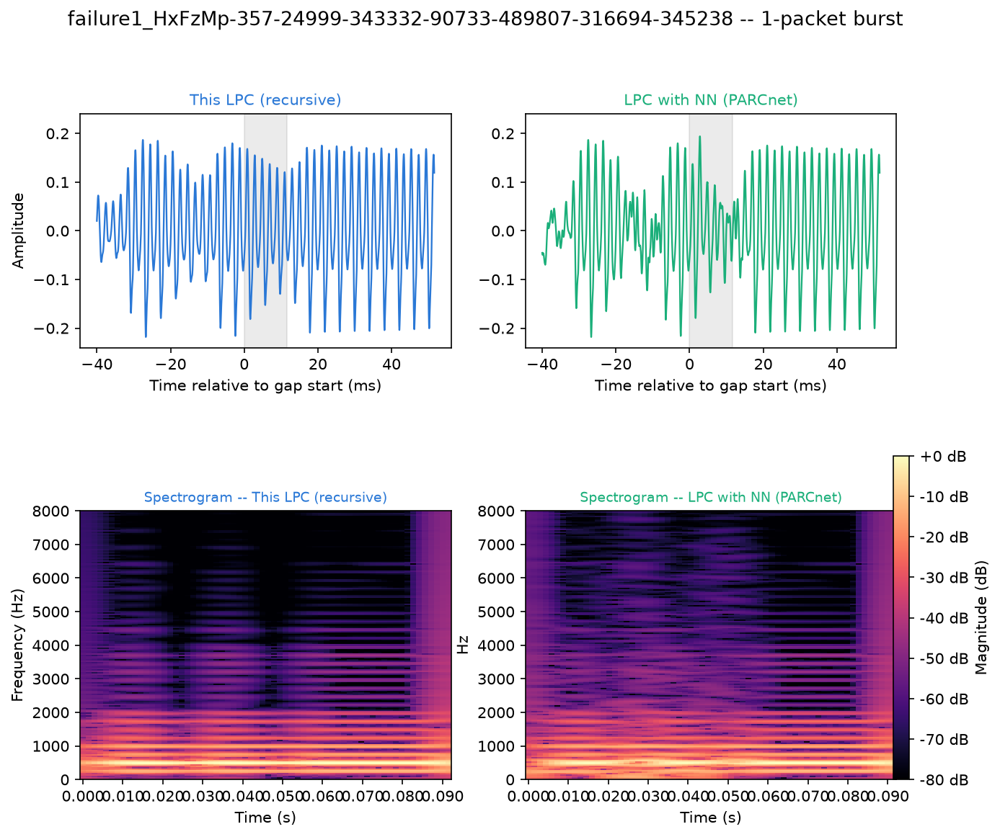 failure1_HxFzMp-357-24999-343332-90733-489807-316694-345238 -- 1-packet burst
This LPC (recursive)
LPC with NN (PARCnet)
Amplitude
0.2
0.1
0.0
−0.1
−0.2
−40
−20
0
20
40
Time relative to gap start (ms)
0.2
0.1
0.0
−0.1
−0.2
−40
−20
0
20
40
Time relative to gap start (ms)
Spectrogram -- This LPC (recursive)
Spectrogram -- LPC with NN (PARCnet)
Frequency (Hz)
8000
7000
6000
5000
4000
3000
2000
1000
0
0.000
0.010
0.020
0.030
0.040
0.050
0.060
0.070
0.080
0.090
Time (s)
Hz
8000
7000
6000
5000
4000
3000
2000
1000
0
0.000
0.010
0.020
0.030
0.040
0.050
0.060
0.070
0.080
0.090
Time (s)
+0 dB
-10 dB
-20 dB
-30 dB
-40 dB
-50 dB
-60 dB
-70 dB
-80 dB
Magnitude (dB)